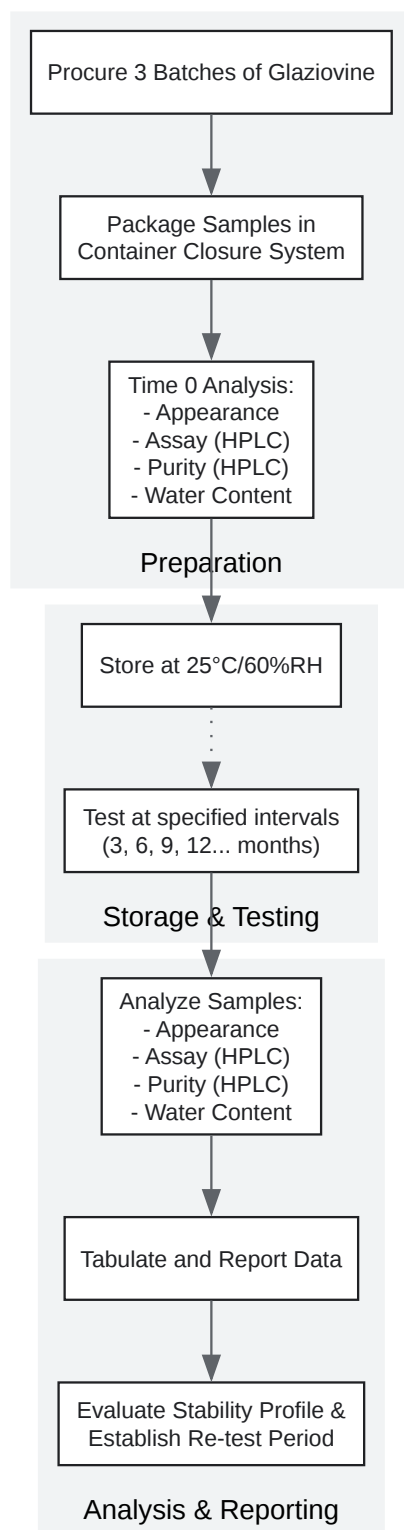 Procure 3 Batches of Glaziovine
Package Samples in
Container Closure System
Time 0 Analysis:
- Appearance
- Assay (HPLC)
- Purity (HPLC)
- Water Content
Preparation
Store at 25°C/60%RH
Test at specified intervals
(3, 6, 9, 12... months)
Storage & Testing
Analyze Samples:
- Appearance
- Assay (HPLC)
- Purity (HPLC)
- Water Content
Tabulate and Report Data
Evaluate Stability Profile &
Establish Re-test Period
Analysis & Reporting